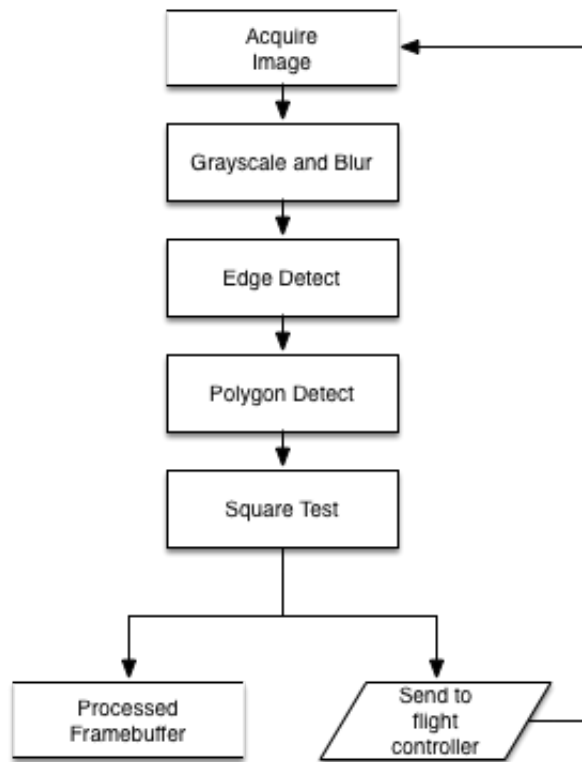 Acquire
Image
Grayscale and Blur
Edge Detect
Polygon Detect
Square Test
Processed
Framebuffer
Send to
flight
controller